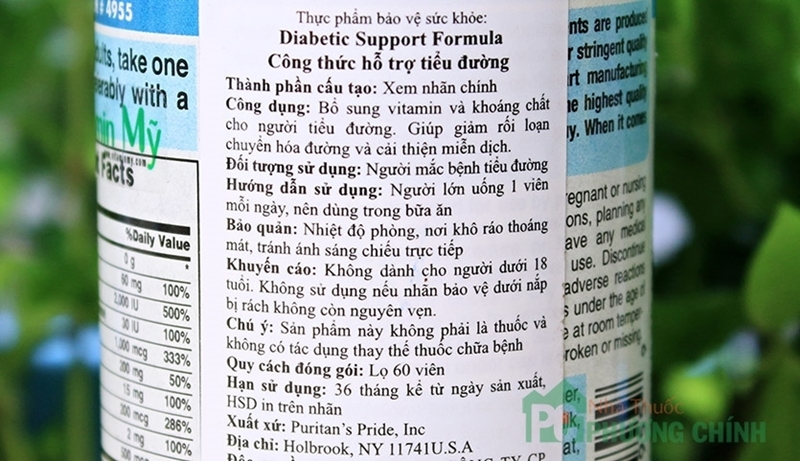 # 4955
ults, take one
erably with a
min Mỹ
Facts
%Daily Value
0 g
60 mg 100%
2,000 IU 500%
30 IU 100%
1,000 mcg 333%
200 mg 50%
15 mg 100%
200 mcg 286%
2 mg 100%
500 mcg
Thực phẩm bảo vệ sức khỏe:
Diabetic Support Formula
Công thức hỗ trợ tiểu đường
Thành phần cấu tạo: Xem nhãn chính
Công dụng: Bổ sung vitamin và khoáng chất
cho người tiểu đường. Giúp giảm rối loạn
chuyển hóa đường và cải thiện miễn dịch.
Đối tượng sử dụng: Người mắc bệnh tiểu đường
Hướng dẫn sử dụng: Người lớn uống 1 viên
mỗi ngày, nên dùng trong bữa ăn
Bảo quản: Nhiệt độ phòng, nơi khô ráo thoáng
mát, tránh ánh sáng chiếu trực tiếp
Khuyến cáo: Không dành cho người dưới 18
tuổi. Không sử dụng nếu nhãn bảo vệ dưới nắp
bị rách không còn nguyên vẹn.
Chú ý: Sản phẩm này không phải là thuốc và
không có tác dụng thay thế thuốc chữa bệnh
Quy cách đóng gói: Lọ 60 viên
Hạn sử dụng: 36 tháng kể từ ngày sản xuất,
HSD in trên nhãn
Xuất xứ: Puritan's Pride, Inc
Địa chỉ: Holbrook, NY 11741U.S.A
nts are produced
r stringent quality
art manufacturing
he highest quality
y. When it comes
regnant or nursing
ons, planning any
ave any medical
use. Discontinue
adverse reactions
s under the age of
e at room temper-
roken or missing.
Nhà Thuốc
PHƯƠNG CHÍNH